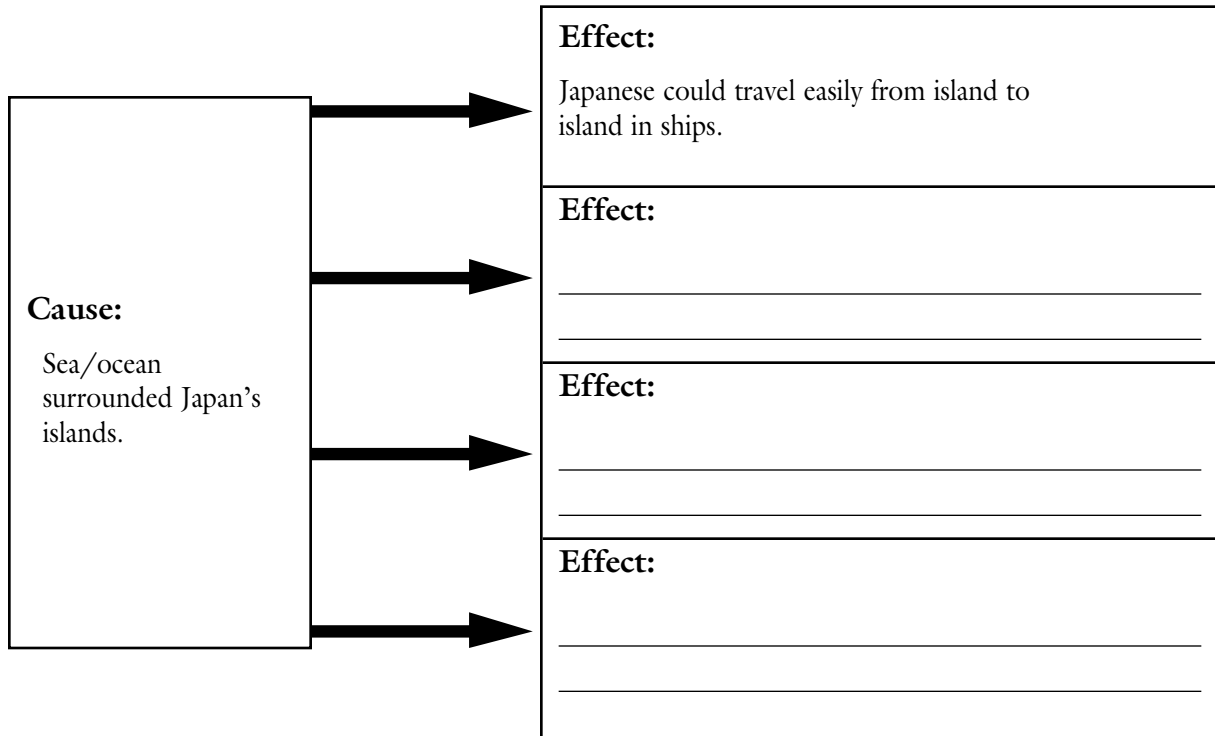 Effect:
Japanese could travel easily from island to
island in ships.
Effect:
Cause:
Sea/ocean
surrounded Japan’s
islands.
Effect:
Effect: